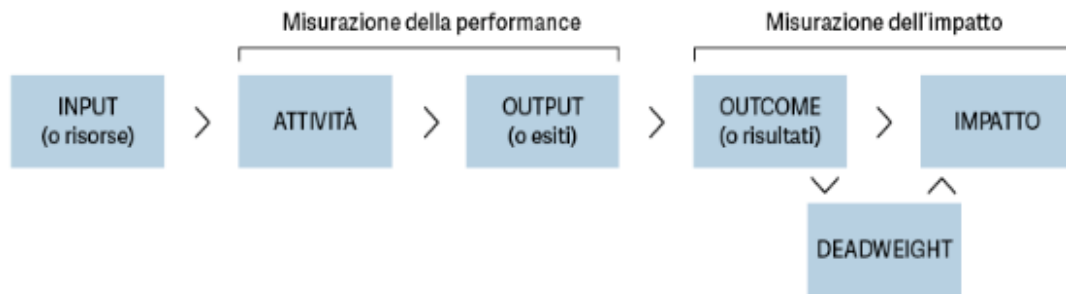 Misurazione della performance
Misurazione dell'impatto
INPUT
(o risorse)
>
ATTIVITÀ
>
OUTPUT
(o esiti)
>
OUTCOME
(o risultati)
>
IMPATTO
DEADWEIGHT